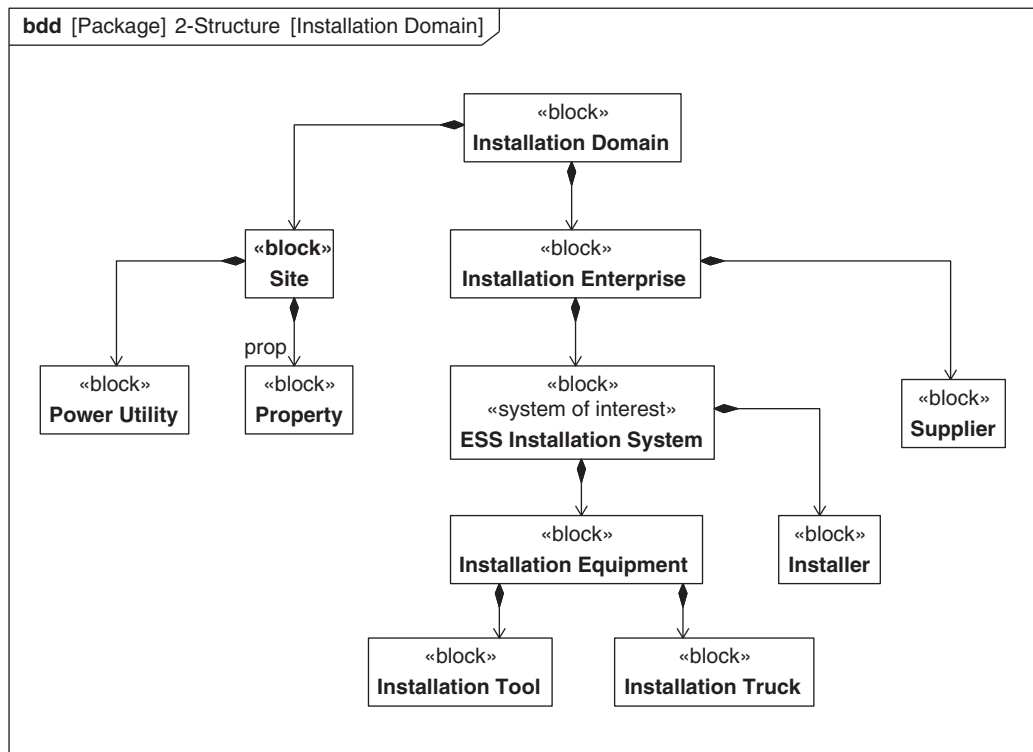 bdd [Package] 2-Structure [Installation Domain]
«block»
Installation Domain
«block»
Site
«block»
Installation Enterprise
prop
«block»
Power Utility
«block»
Property
«block»
«system of interest»
ESS Installation System
«block»
Supplier
«block»
Installation Equipment
«block»
Installer
«block»
Installation Tool
«block»
Installation Truck